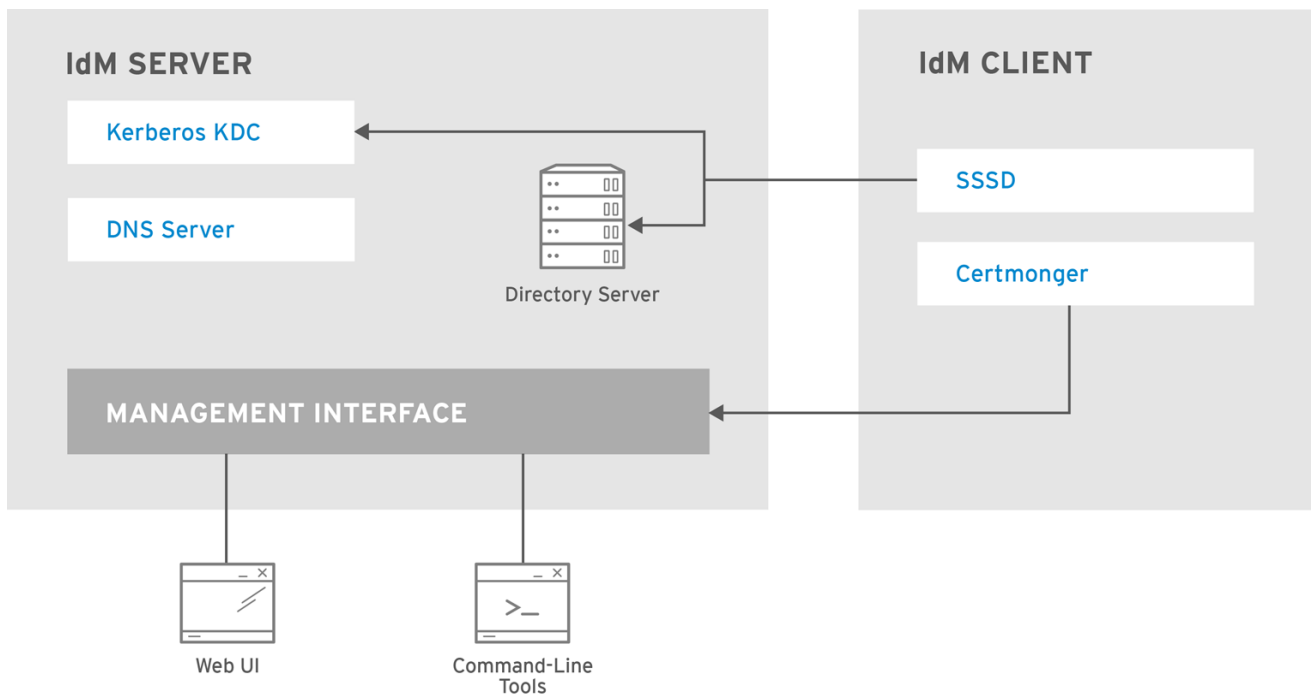 IdM SERVER
Kerberos KDC
DNS Server
Directory Server
MANAGEMENT INTERFACE
Web UI
>_
Command-Line
Tools
IdM CLIENT
SSSD
Certmonger